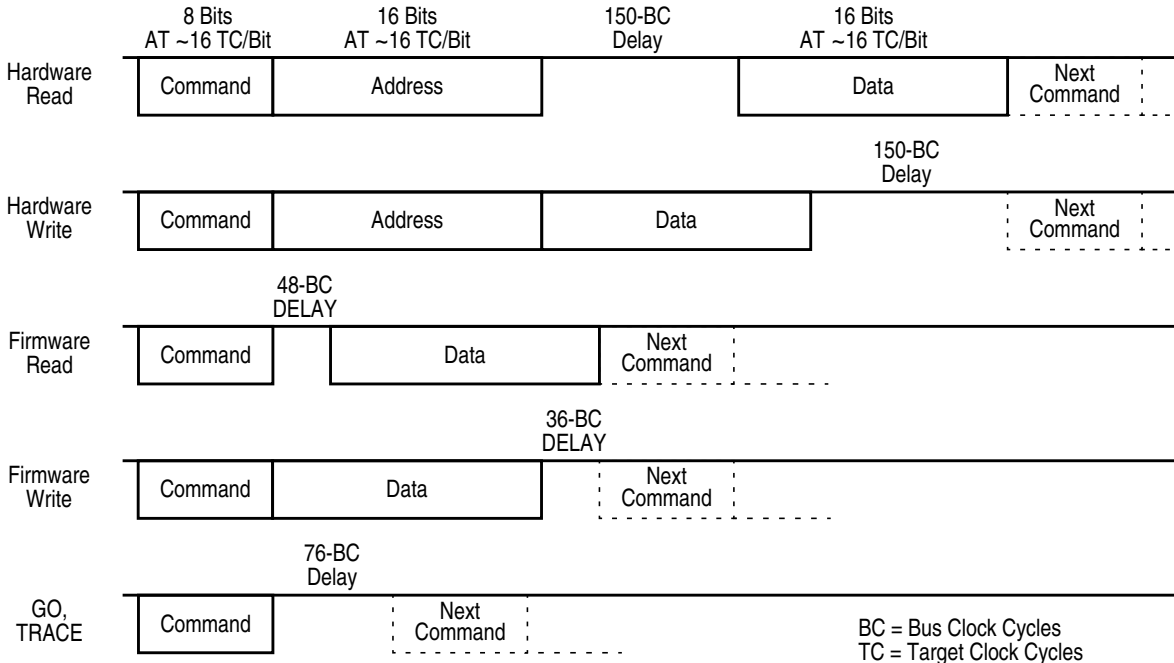 8 Bits
AT ~16 TC/Bit
16 Bits
AT ~16 TC/Bit
150-BC
Delay
16 Bits
AT ~16 TC/Bit
Hardware
Read
Command
Address
Data
Next
Command
150-BC
Delay
Hardware
Write
Command
Address
Data
Next
Command
48-BC
DELAY
Firmware
Read
Command
Data
Next
Command
36-BC
DELAY
Firmware
Write
Command
Data
Next
Command
76-BC
Delay
GO,
TRACE
Command
Next
Command
BC = Bus Clock Cycles
TC = Target Clock Cycles